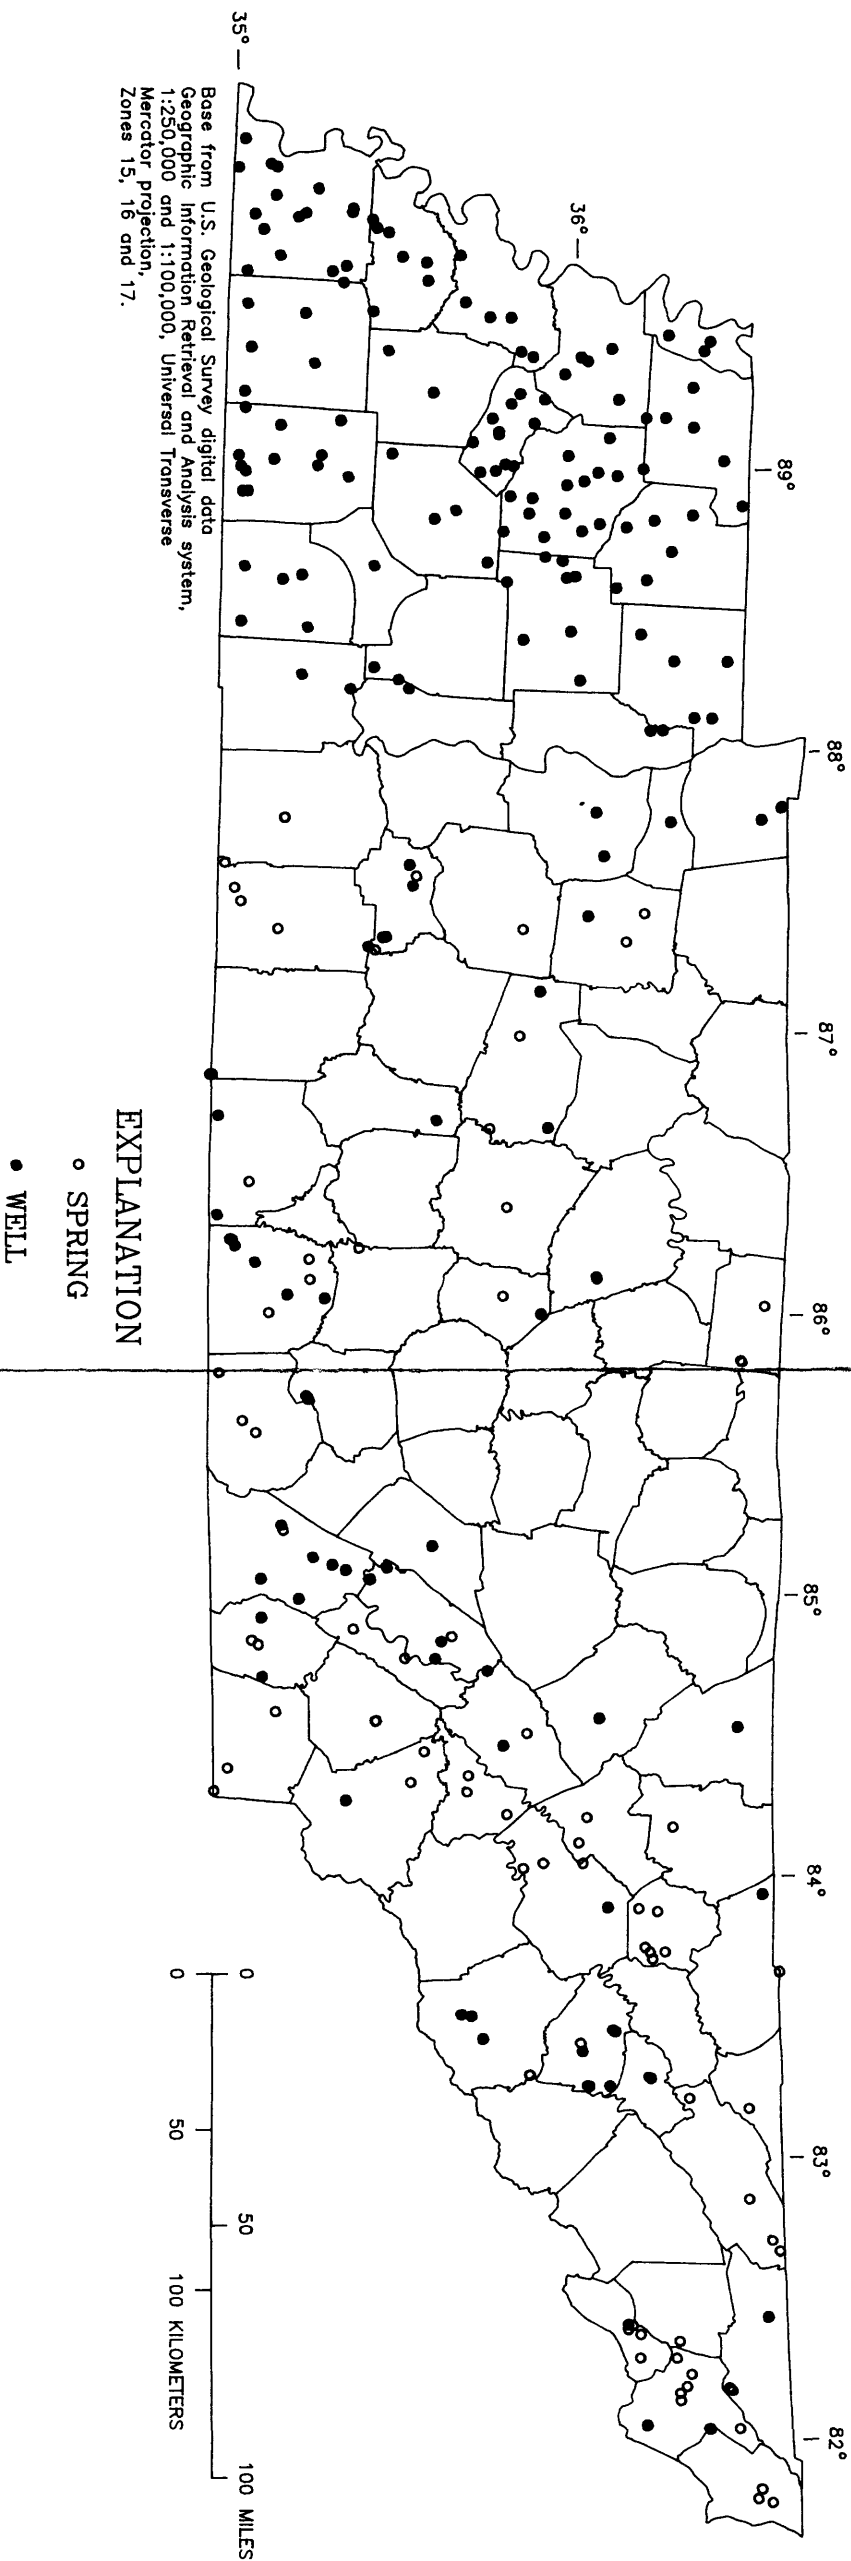 35°
36°
89°
88°
87°
86°
85°
84°
83°
82°
Base from U.S. Geological Survey digital data
Geographic Information Retrieval and Analysis system,
1:250,000 and 1:100,000, Universal Transverse
Mercator projection,
Zones 15, 16 and 17.
EXPLANATION
SPRING
WELL
0 50 100 MILES
0 50 100 KILOMETERS